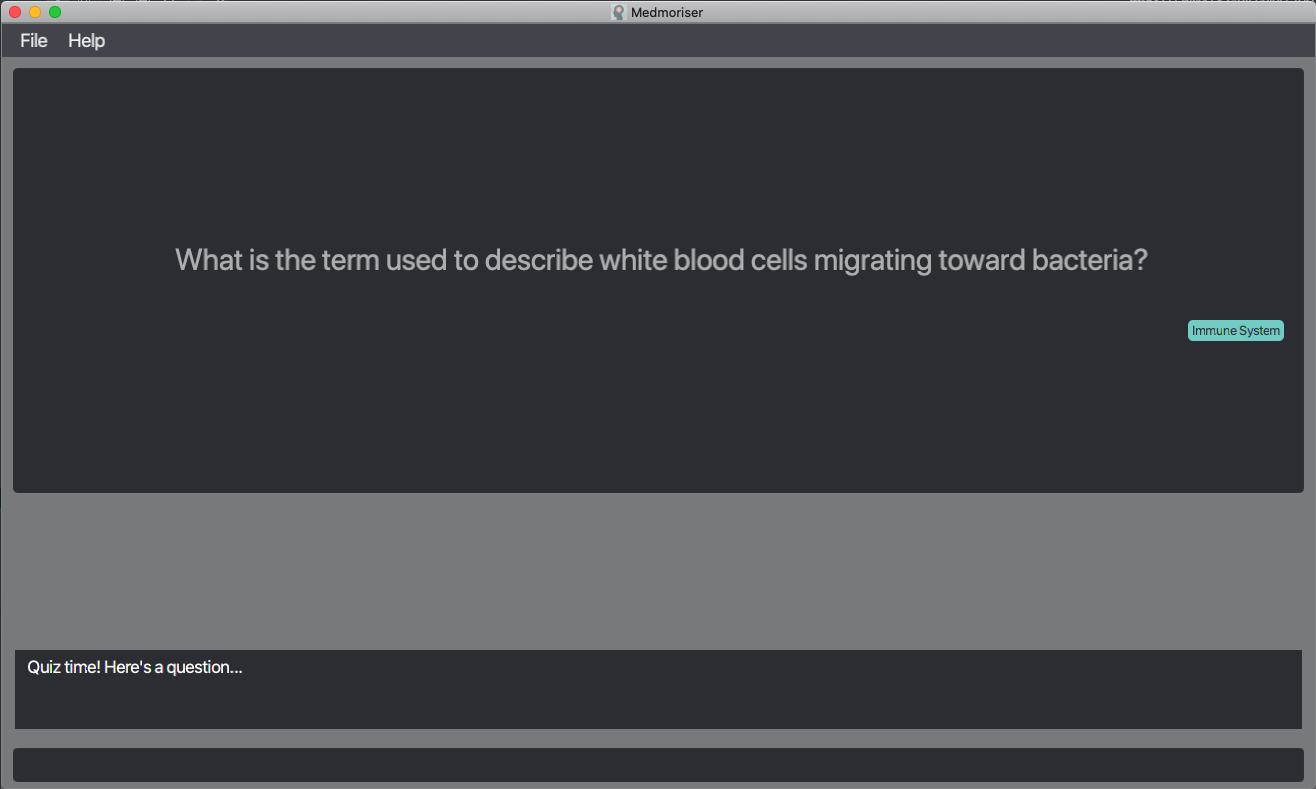 Medmoriser
File Help
What is the term used to describe white blood cells migrating toward bacteria?
Immune System
Quiz time! Here's a question...